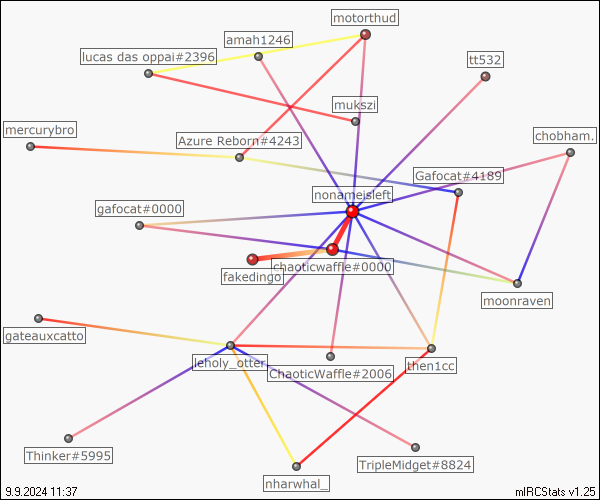 motorthud
amah1246
lucas das oppai#2396
tt532
mukszi
mercurybro
chobham.
Azure Reborn#4243
Gafocat#4189
nonameisleft
gafocat#0000
chaoticwaffle#0000
fakedingo
moonraven
gateauxcatto
leholy_otter
then1cc
ChaoticWaffle#2006
Thinker#5995
TripleMidget#8824
nharwhal_
9.9.2024 11:37
mIRCStats v1.25